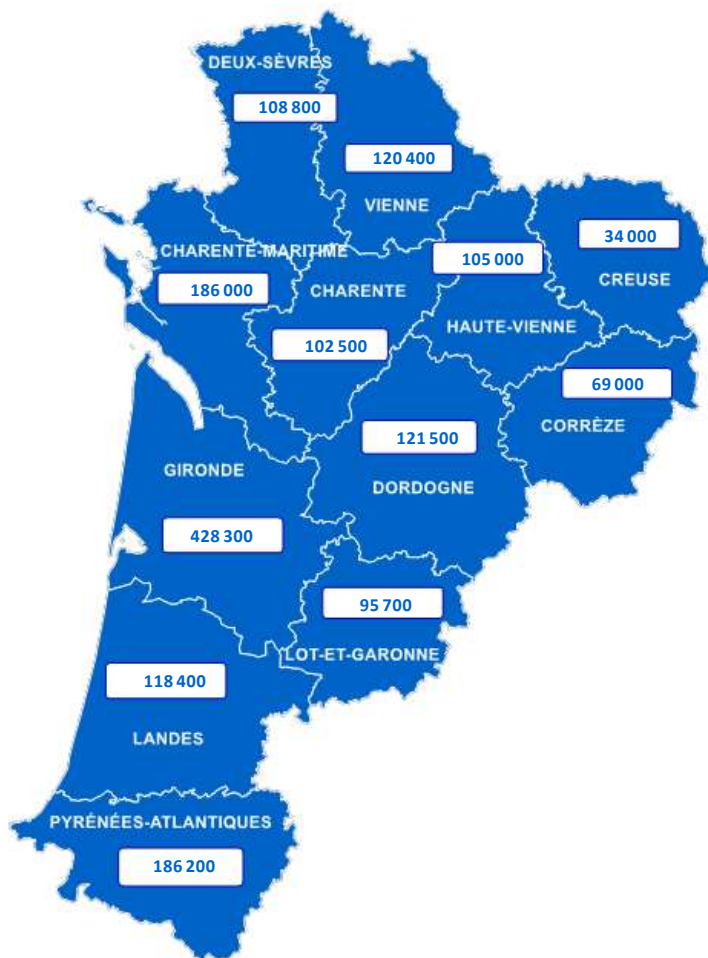 DEUX-SÈVRES
108 800
120 400
VIENNE
34 000
CREUSE
CHARENTE-MARITIME
186 000
105 000
CHARENTE
HAUTE-VIENNE
102 500
69 000
CORRÈZE
121 500
DORDOGNE
GIRONDE
428 300
95 700
LOT-ET-GARONNE
118 400
LANDES
PYRÉNÉES-ATLANTIQUES
186 200